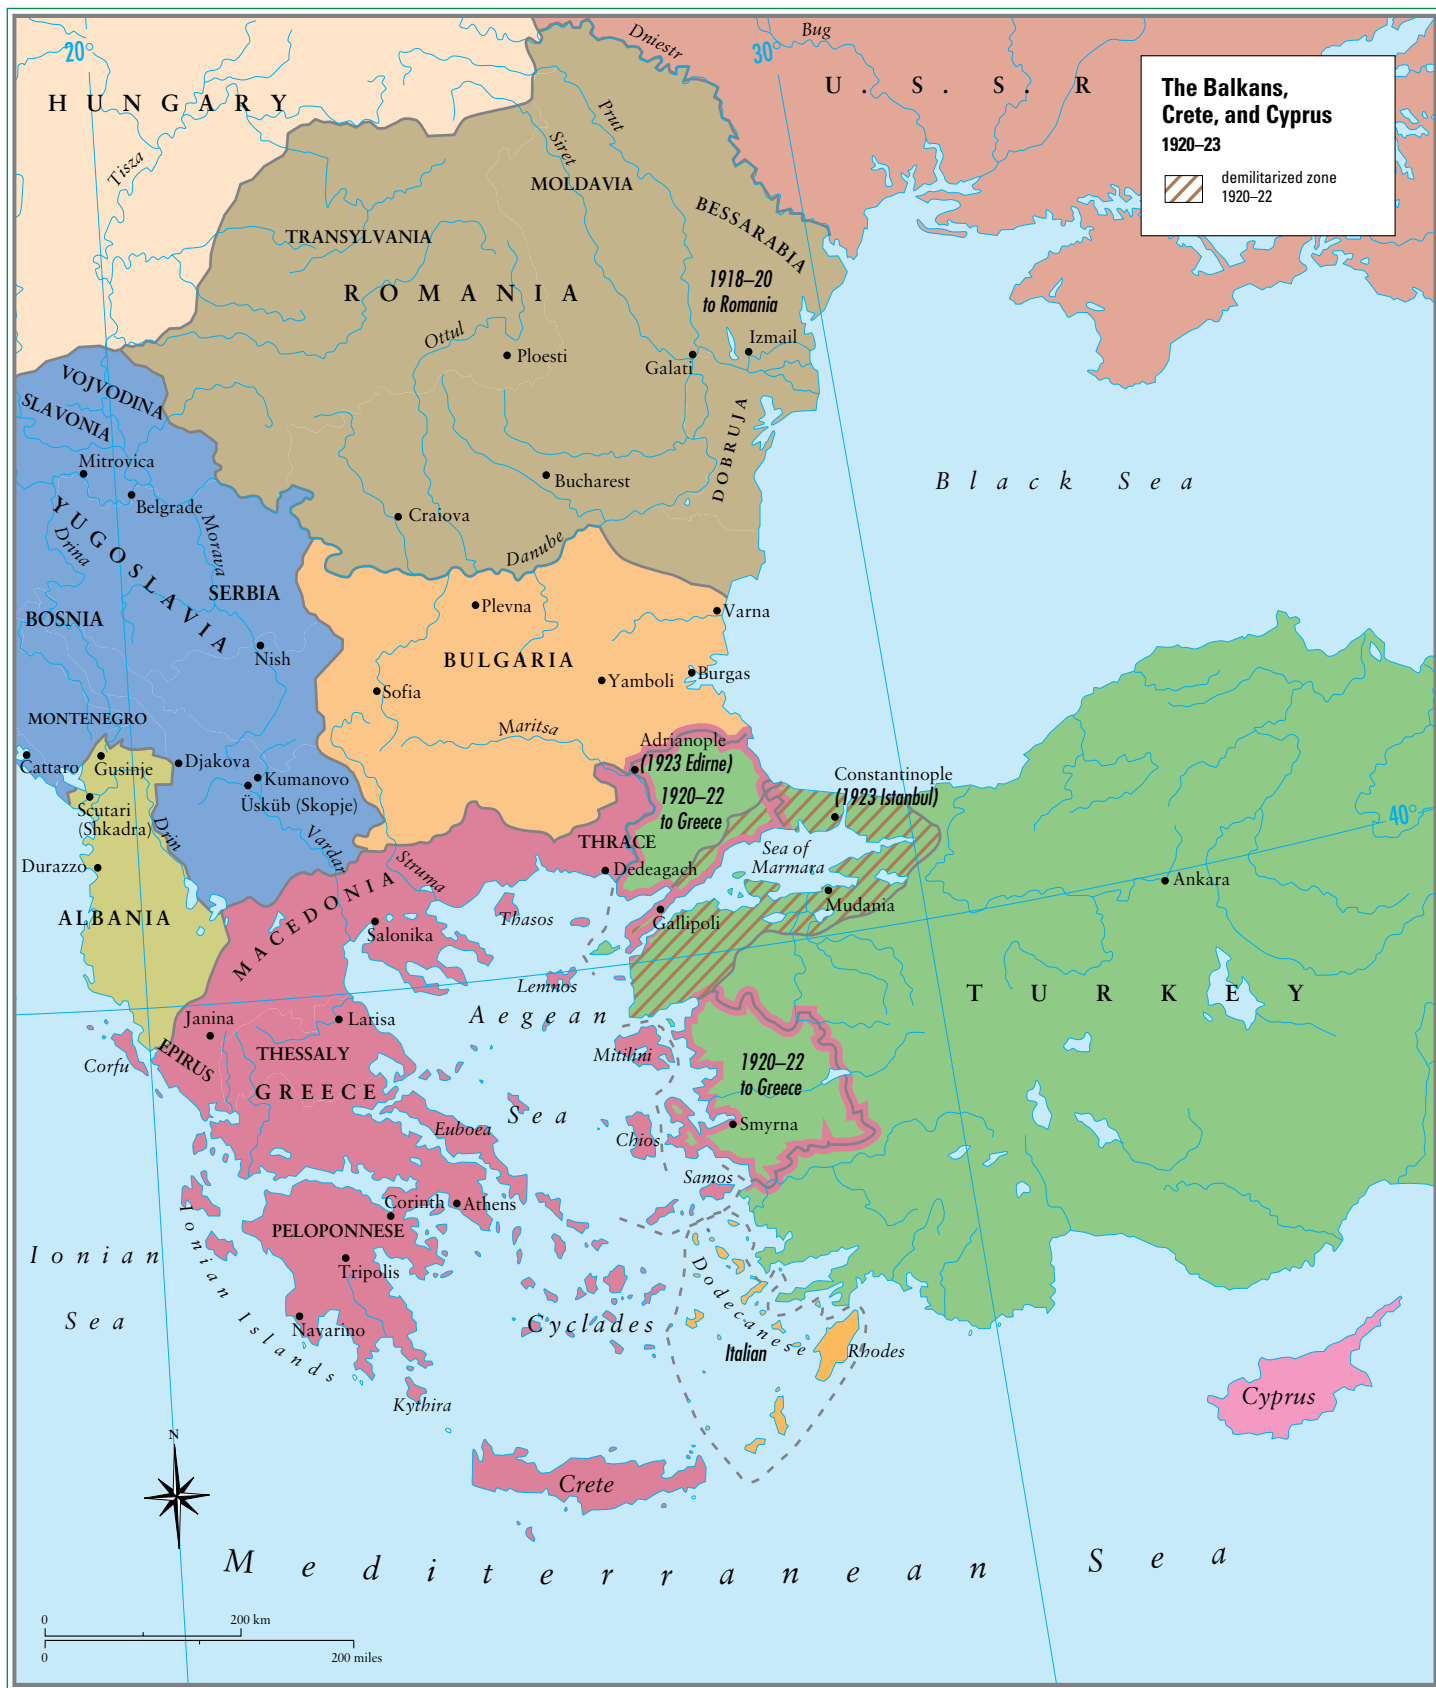 The Balkans,
Crete, and Cyprus
1920–23
demilitarized zone
1920–22
20°
30°
40°
HUNGARY
Tisza
Dniestr
Bug
U.S.S.R
Prut
Siret
MOLDAVIA
BESSARABIA
TRANSYLVANIA
ROMANIA
1918–20
to Romania
Ottul
Ploesti
Izmail
Galati
VOJVODINA
SLAVONIA
DOBRUJA
Mitrovica
Belgrade
Bucharest
Craiova
Black Sea
YUGOSLAVIA
Drina
Morava
Danube
SERBIA
BOSNIA
Plevna
Varna
Nish
BULGARIA
Burgas
Yamboli
Sofia
MONTENEGRO
Maritsa
Cattaro
Gusinje
Djakova
Kumanovo
Üsküb (Skopje)
Adrianople
(1923 Edirne)
Constantinople
(1923 Istanbul)
1920–22
to Greece
Scutari
(Shkadra)
Drin
Vardar
Struma
THRACE
Sea of
Marmara
Durazzo
Dedeagach
Ankara
ALBANIA
MACEDONIA
Salonika
Thasos
Gallipoli
Mudania
Lemnos
TURKEY
Janina
Larisa
Aegean
Sea
Corfu
EPIRUS
THESSALY
GREECE
Mitilini
1920–22
to Greece
Smyrna
Euboea
Chios
Samos
Corinth
Athens
PELOPONNESE
Tripolis
Ionian
Sea
Ionian Islands
Navarino
Cyclades
Dodecanese
Italian
Rhodes
Kythira
Cyprus
N
Crete
Mediterranean Sea
0
200 km
0
200 miles